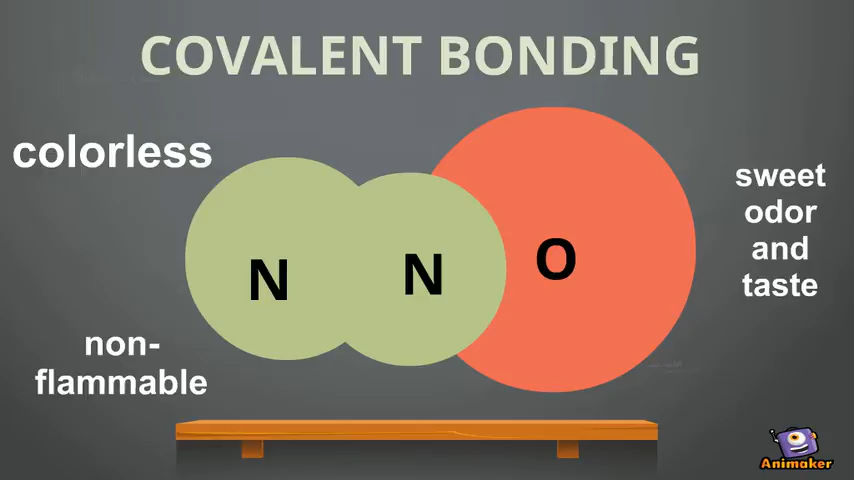 COVALENT BONDING
colorless
sweet
odor
and
taste
N N O
non-
flammable
Animaker